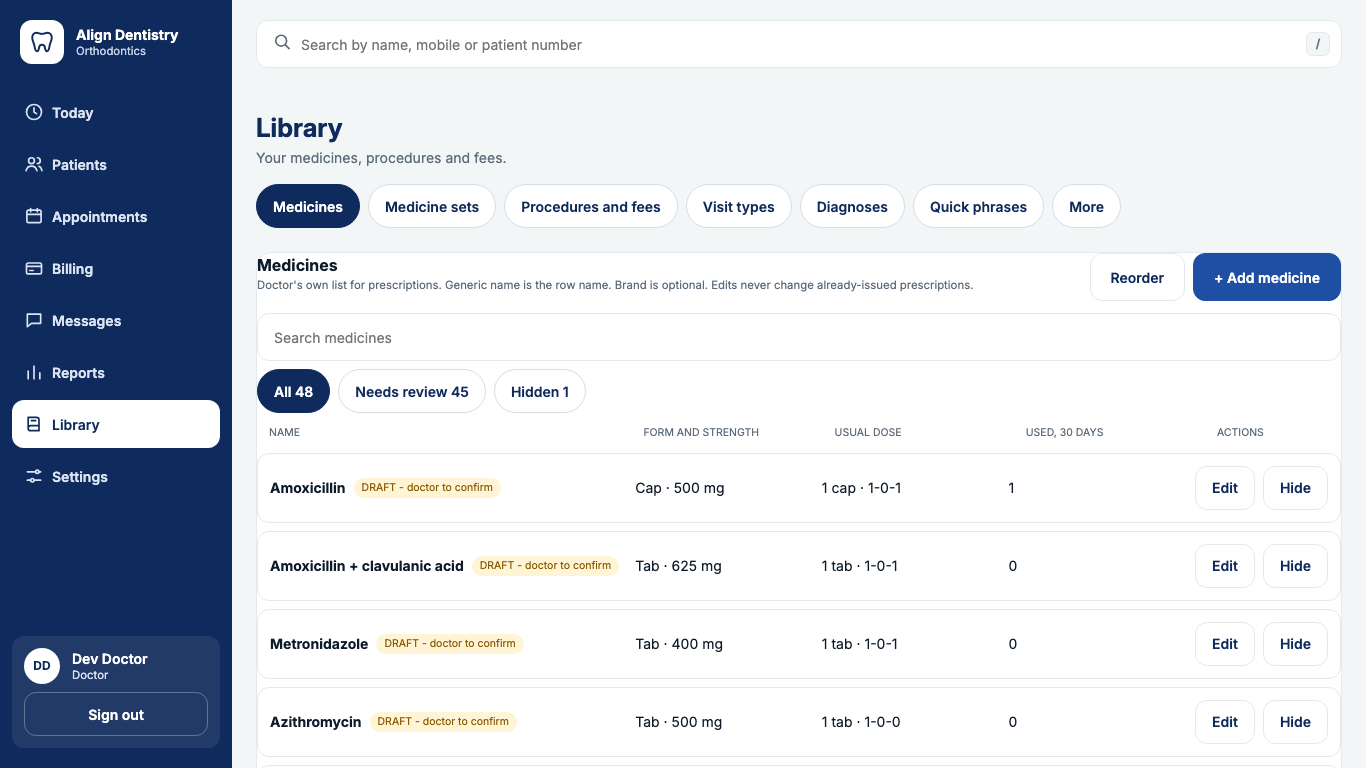 Align Dentistry
Orthodontics
Today
Patients
Appointments
Billing
Messages
Reports
Library
Settings
DD
Dev Doctor
Doctor
Sign out
Search by name, mobile or patient number
/
Library
Your medicines, procedures and fees.
Medicines Medicine sets Procedures and fees Visit types Diagnoses Quick phrases More
Medicines
Doctor's own list for prescriptions. Generic name is the row name. Brand is optional. Edits never change already-issued prescriptions.
Reorder + Add medicine
Search medicines
All 48 Needs review 45 Hidden 1
NAME FORM AND STRENGTH USUAL DOSE USED, 30 DAYS ACTIONS
Amoxicillin DRAFT - doctor to confirm Cap · 500 mg 1 cap · 1-0-1 1 Edit Hide
Amoxicillin + clavulanic acid DRAFT - doctor to confirm Tab · 625 mg 1 tab · 1-0-1 0 Edit Hide
Metronidazole DRAFT - doctor to confirm Tab · 400 mg 1 tab · 1-0-1 0 Edit Hide
Azithromycin DRAFT - doctor to confirm Tab · 500 mg 1 tab · 1-0-0 0 Edit Hide